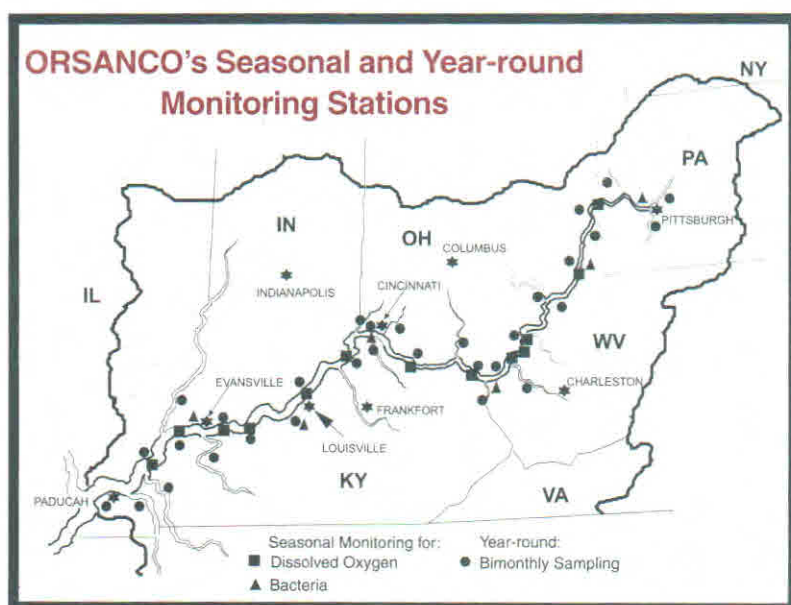 ORSANCO's Seasonal and Year-round
Monitoring Stations
NY
PA
PITTSBURGH
IN
OH
COLUMBUS
IL
INDIANAPOLIS
CINCINNATI
WV
EVANSVILLE
CHARLESTON
FRANKFORT
LOUISVILLE
KY
PADUCAH
VA
Seasonal Monitoring for:
Year-round:
Dissolved Oxygen
Bimonthly Sampling
Bacteria